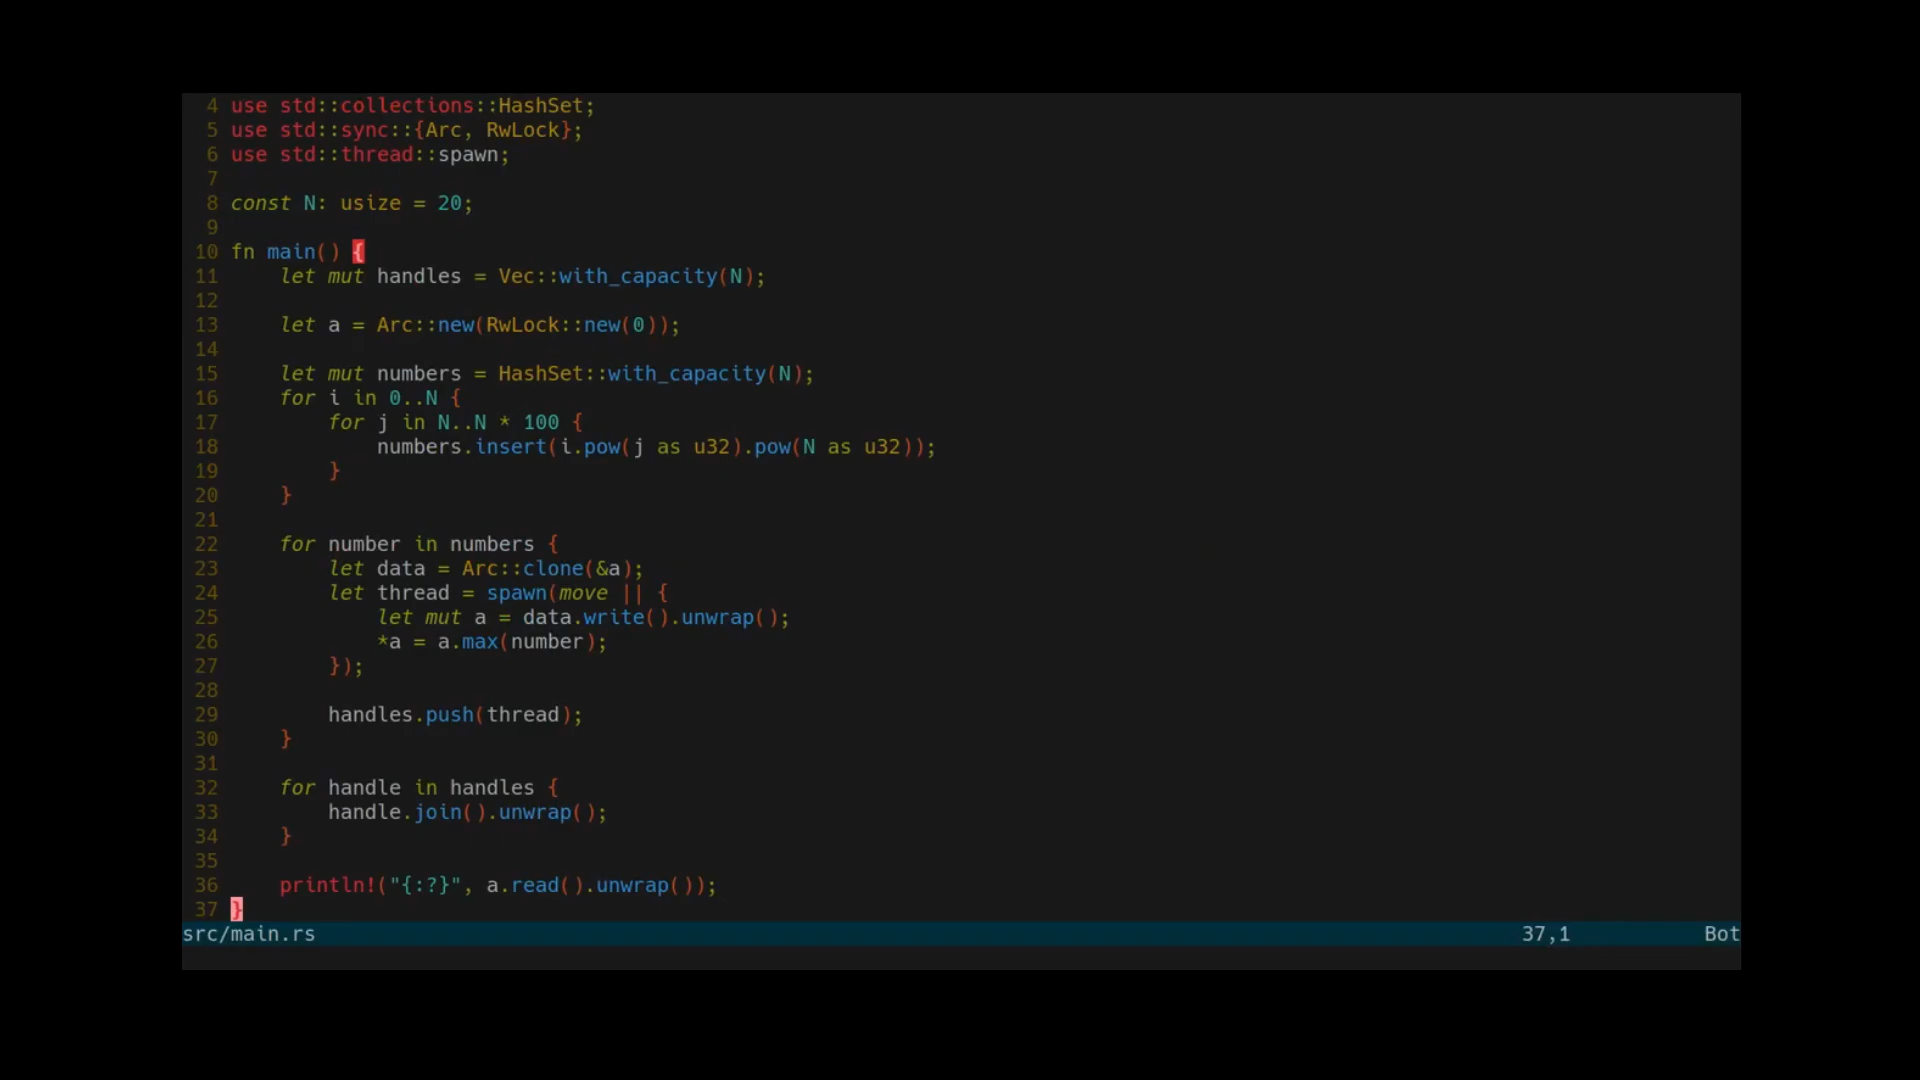 4 use std::collections::HashSet;
5 use std::sync::{Arc, RwLock};
6 use std::thread::spawn;
7
8 const N: usize = 20;
9
10 fn main() {
11     let mut handles = Vec::with_capacity(N);
12
13     let a = Arc::new(RwLock::new(0));
14
15     let mut numbers = HashSet::with_capacity(N);
16     for i in 0..N {
17         for j in N..N * 100 {
18             numbers.insert(i.pow(j as u32).pow(N as u32));
19         }
20     }
21
22     for number in numbers {
23         let data = Arc::clone(&a);
24         let thread = spawn(move || {
25             let mut a = data.write().unwrap();
26             *a = a.max(number);
27         });
28
29         handles.push(thread);
30     }
31
32     for handle in handles {
33         handle.join().unwrap();
34     }
35
36     println!("{:?}", a.read().unwrap());
37 }
src/main.rs 37,1 Bot